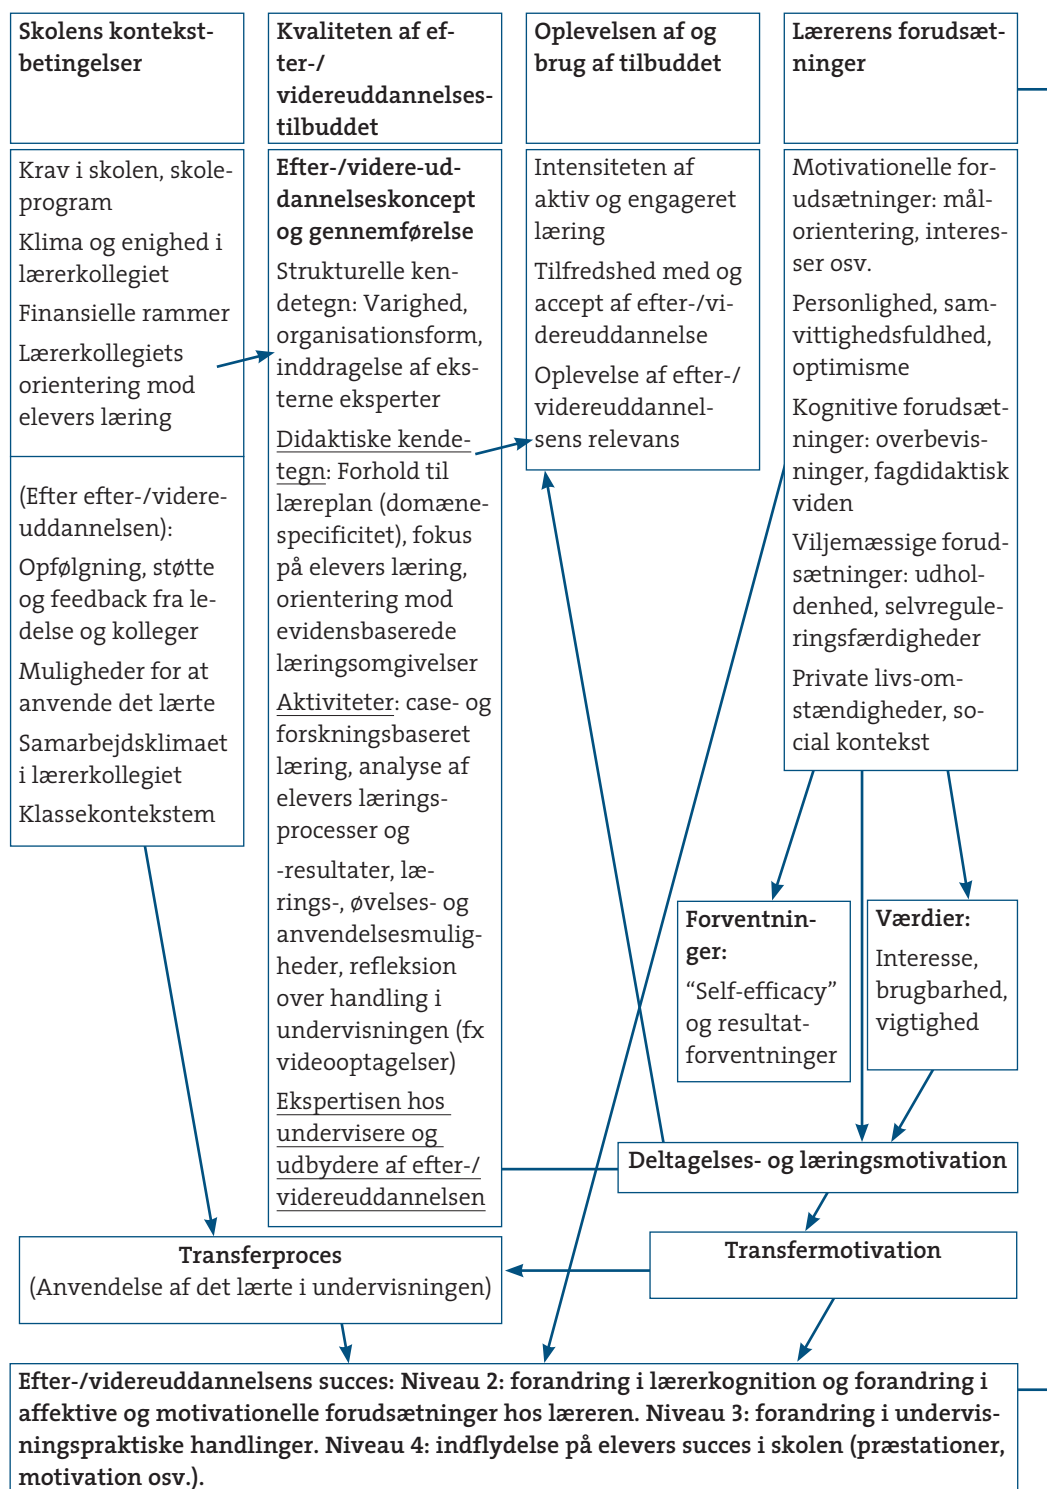 Skolens kontekst-
betingelser
Krav i skolen, skole-
program
Klima og enighed i
lærerkollegiet
Finansielle rammer
Lærerkollegiets
orientering mod
elevers læring
(Efter efter-/videre-
uddannelsen):
Opfølgning, støtte
og feedback fra le-
delse og kolleger
Muligheder for at
anvende det lærte
Samarbejdsklimaet
i lærerkollegiet
Klassekontekstem
Kvaliteten af ef-
ter-/
videreuddannelses-
tilbuddet
Efter-/videre-ud-
dannelseskoncept
og gennemførelse
Strukturelle ken-
detegn: Varighed,
organisationsform,
inddragelse af eks-
terne eksperter
Didaktiske kende-
tegn: Forhold til
læreplan (domæne-
specificitet), fokus
på elevers læring,
orientering mod
evidensbaserede
læringsomgivelser
Aktiviteter: case- og
forskningsbaseret
læring, analyse af
elevers lærings-
processer og
-resultater, læ-
rings-, øvelses- og
anvendelsesmulig-
heder, refleksion
over handling i
undervisningen (fx
videooptagelser)
Ekspertisen hos
undervisere og
udbydere af efter-/
videreuddannelsen
Oplevelsen af og
brug af tilbuddet
Intensiteten af
aktiv og engageret
læring
Tilfredshed med og
accept af efter-/vi-
dereuddannelse
Oplevelse af efter-/
videreuddannel-
sens relevans
Lærerens forudsæt-
ninger
Motivationelle for-
udsætninger: mål-
orientering, interes-
ser osv.
Personlighed, sam-
vittighedsfuldhed,
optimisme
Kognitive forudsæt-
ninger: overbevis-
ninger, fagdidaktisk
viden
Viljemæssige forud-
sætninger: udhol-
denhed, selvregule-
ringsfærdigheder
Private livs-om-
stændigheder, so-
cial kontekst
Forventnin-
ger:
“Self-efficacy”
og resultat-
forventninger
Værdier:
Interesse,
brugbarhed,
vigtighed
Deltagelses- og læringsmotivation
Transfermotivation
Transferproces
(Anvendelse af det lærte i undervisningen)
Efter-/videreuddannelsens succes: Niveau 2: forandring i lærerkognition og forandring i
affektive og motivationelle forudsætninger hos læreren. Niveau 3: forandring i undervis-
ningspraktiske handlinger. Niveau 4: indflydelse på elevers succes i skolen (præstationer,
motivation osv.).